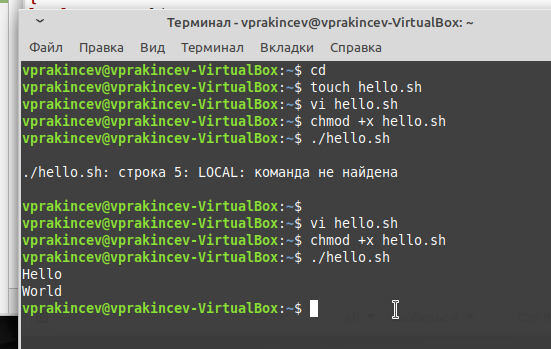 Терминал - vprakincev@vprakincev-VirtualBox: ~
Файл Правка Вид Терминал Вкладки Справка
vprakincev@vprakincev-VirtualBox:~$ cd
vprakincev@vprakincev-VirtualBox:~$ touch hello.sh
vprakincev@vprakincev-VirtualBox:~$ vi hello.sh
vprakincev@vprakincev-VirtualBox:~$ chmod +x hello.sh
vprakincev@vprakincev-VirtualBox:~$ ./hello.sh
./hello.sh: строка 5: LOCAL: команда не найдена
vprakincev@vprakincev-VirtualBox:~$
vprakincev@vprakincev-VirtualBox:~$ vi hello.sh
vprakincev@vprakincev-VirtualBox:~$ chmod +x hello.sh
vprakincev@vprakincev-VirtualBox:~$ ./hello.sh
Hello
World
vprakincev@vprakincev-VirtualBox:~$